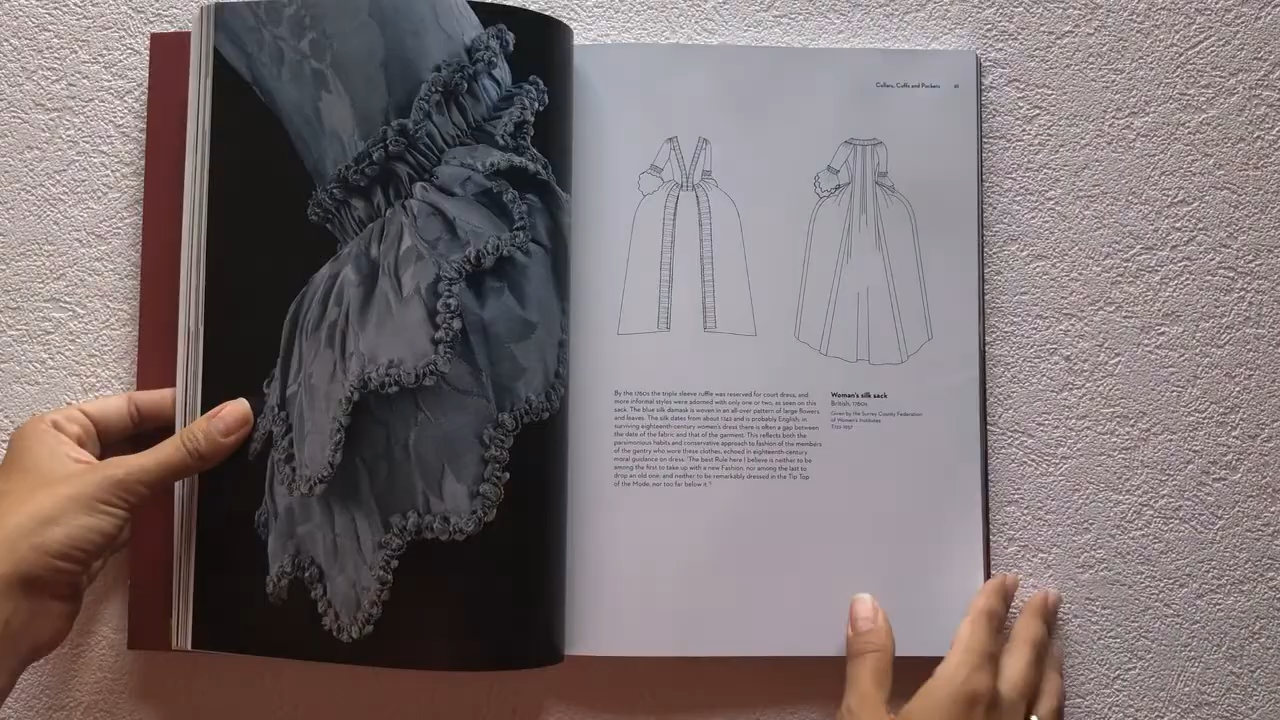 Collars, Cuffs and Pockets
By the 1760s the triple sleeve ruffle was reserved for court dress, and
more informal styles were adorned with only one or two, as seen on this
sack. The blue silk damask is woven in an all-over pattern of large flowers
and leaves. The silk dates from about 1742 and is probably English; in
surviving eighteenth-century women's dress there is often a gap between
the date of the fabric and that of the garment. This reflects both the
parsimonious habits and conservative approach to fashion of the members
of the gentry who wore these clothes, echoed in eighteenth-century
moral guidance on dress. 'The best Rule here I believe is neither to be
among the first to take up with a new Fashion, nor among the last to
drop an old one; and neither to be remarkably dressed in the Tip Top
of the Mode, nor too far below it.'
Woman's silk sack
British, 1760s
Given by the Surrey County Federation
of Women's Institutes